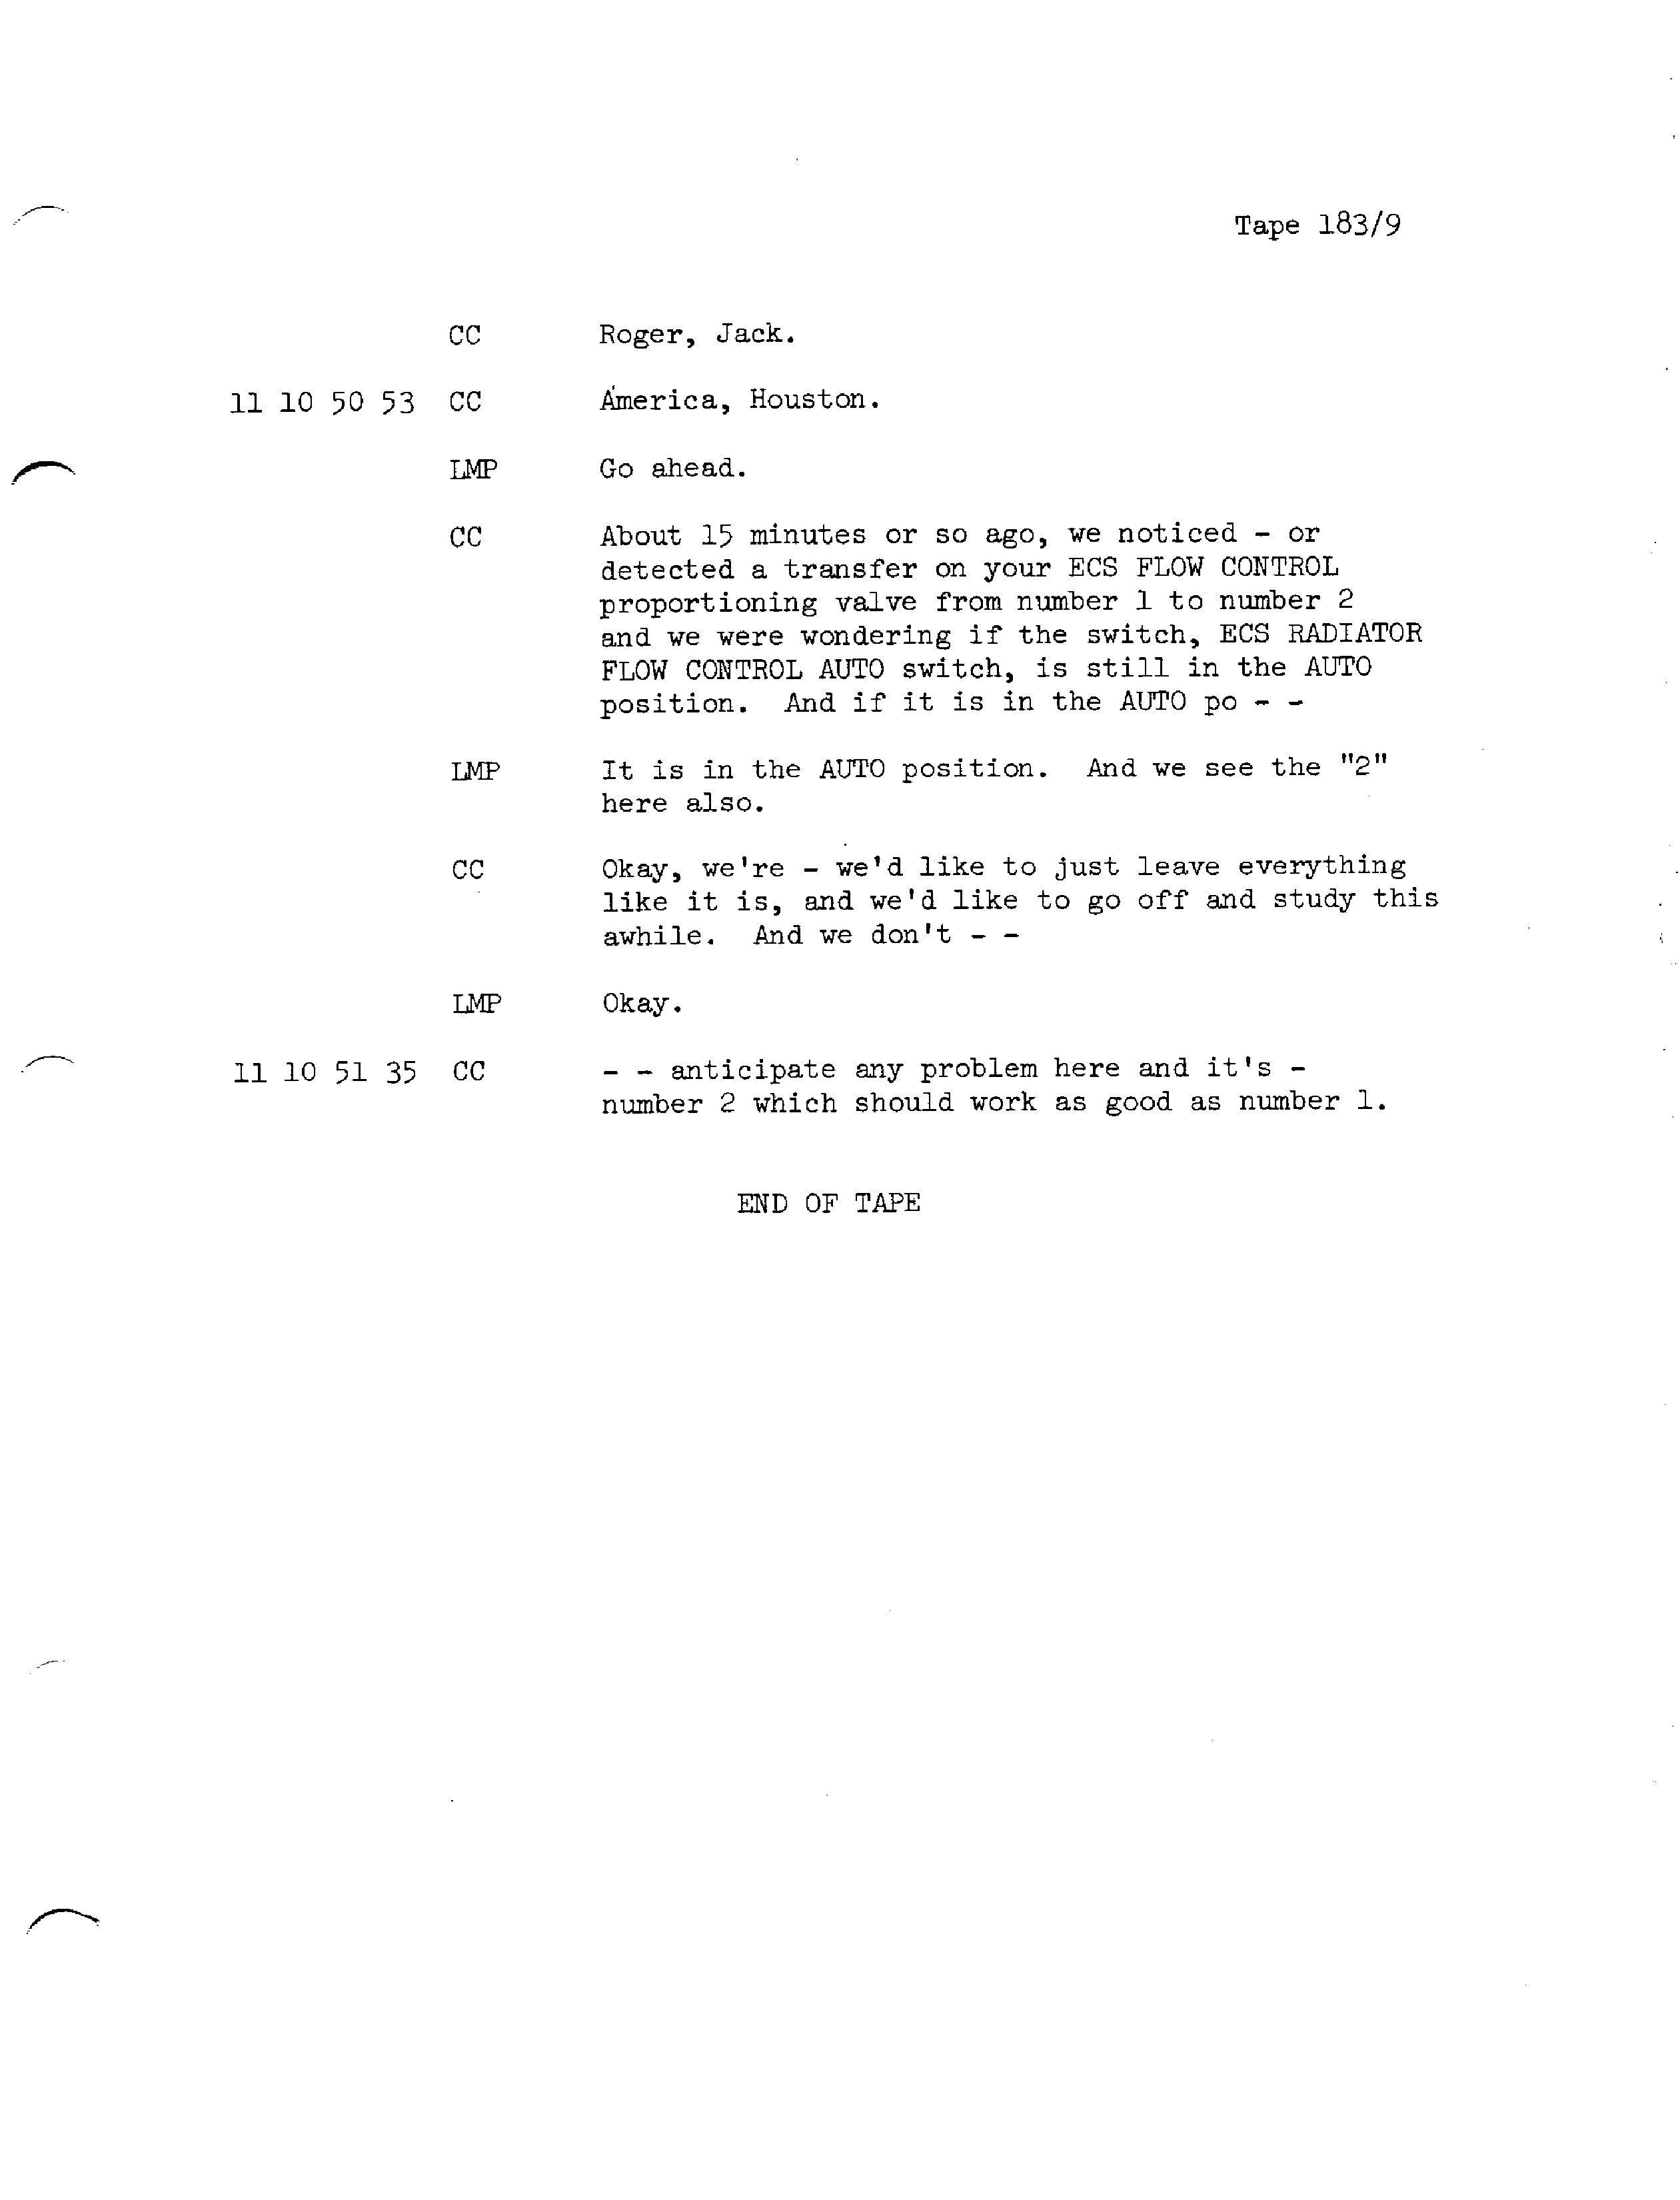 Tape 183/9
CC Roger, Jack.
11 10 50 53 CC America, Houston.
LMP Go ahead.
CC About 15 minutes or so ago, we noticed - or
detected a transfer on your ECS FLOW CONTROL
proportioning valve from number 1 to number 2
and we were wondering if the switch, ECS RADIATOR
FLOW CONTROL AUTO switch, is still in the AUTO
position. And if it is in the AUTO po - -
LMP It is in the AUTO position. And we see the "2"
here also.
CC Okay, we're - we'd like to just leave everything
like it is, and we'd like to go off and study this
awhile. And we don't - -
LMP Okay.
11 10 51 35 CC - - anticipate any problem here and it's -
number 2 which should work as good as number 1.
END OF TAPE